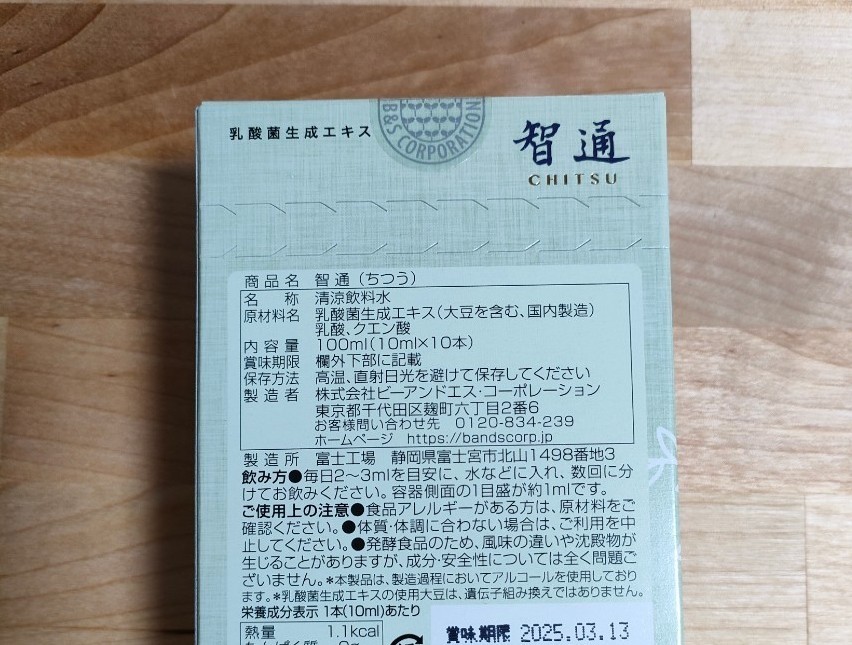 乳酸菌生成エキス
B&S CORPORATION
智通
CHITSU
商品名 智通（ちつう）
名称 清涼飲料水
原材料名 乳酸菌生成エキス（大豆を含む、国内製造）
乳酸、クエン酸
内容量 100ml（10ml×10本）
賞味期限 欄外下部に記載
保存方法 高温、直射日光を避けて保存してください
製造者 株式会社ビーアンドエス・コーポレーション
東京都千代田区麹町六丁目2番6
お客様問い合わせ先 0120-834-239
ホームページ https://bandscorp.jp
製造所 富士工場 静岡県富士宮市北山1498番地3
飲み方●毎日2〜3mlを目安に、水などに入れ、数回に分
けてお飲みください。容器側面の1目盛が約1mlです。
ご使用上の注意●食品アレルギーがある方は、原材料をご
確認ください。●体質・体調に合わない場合は、ご利用を中
止してください。●発酵食品のため、風味の違いや沈殿物が
生じることがありますが、成分・安全性については全く問題ご
ざいません。＊本製品は、製造過程においてアルコールを使用しており
ます。＊乳酸菌生成エキスの使用大豆は、遺伝子組み換えではありません。
栄養成分表示 1本(10ml)あたり
熱量 1.1kcal
たんぱく質 0g
賞味期限 2025.03.13